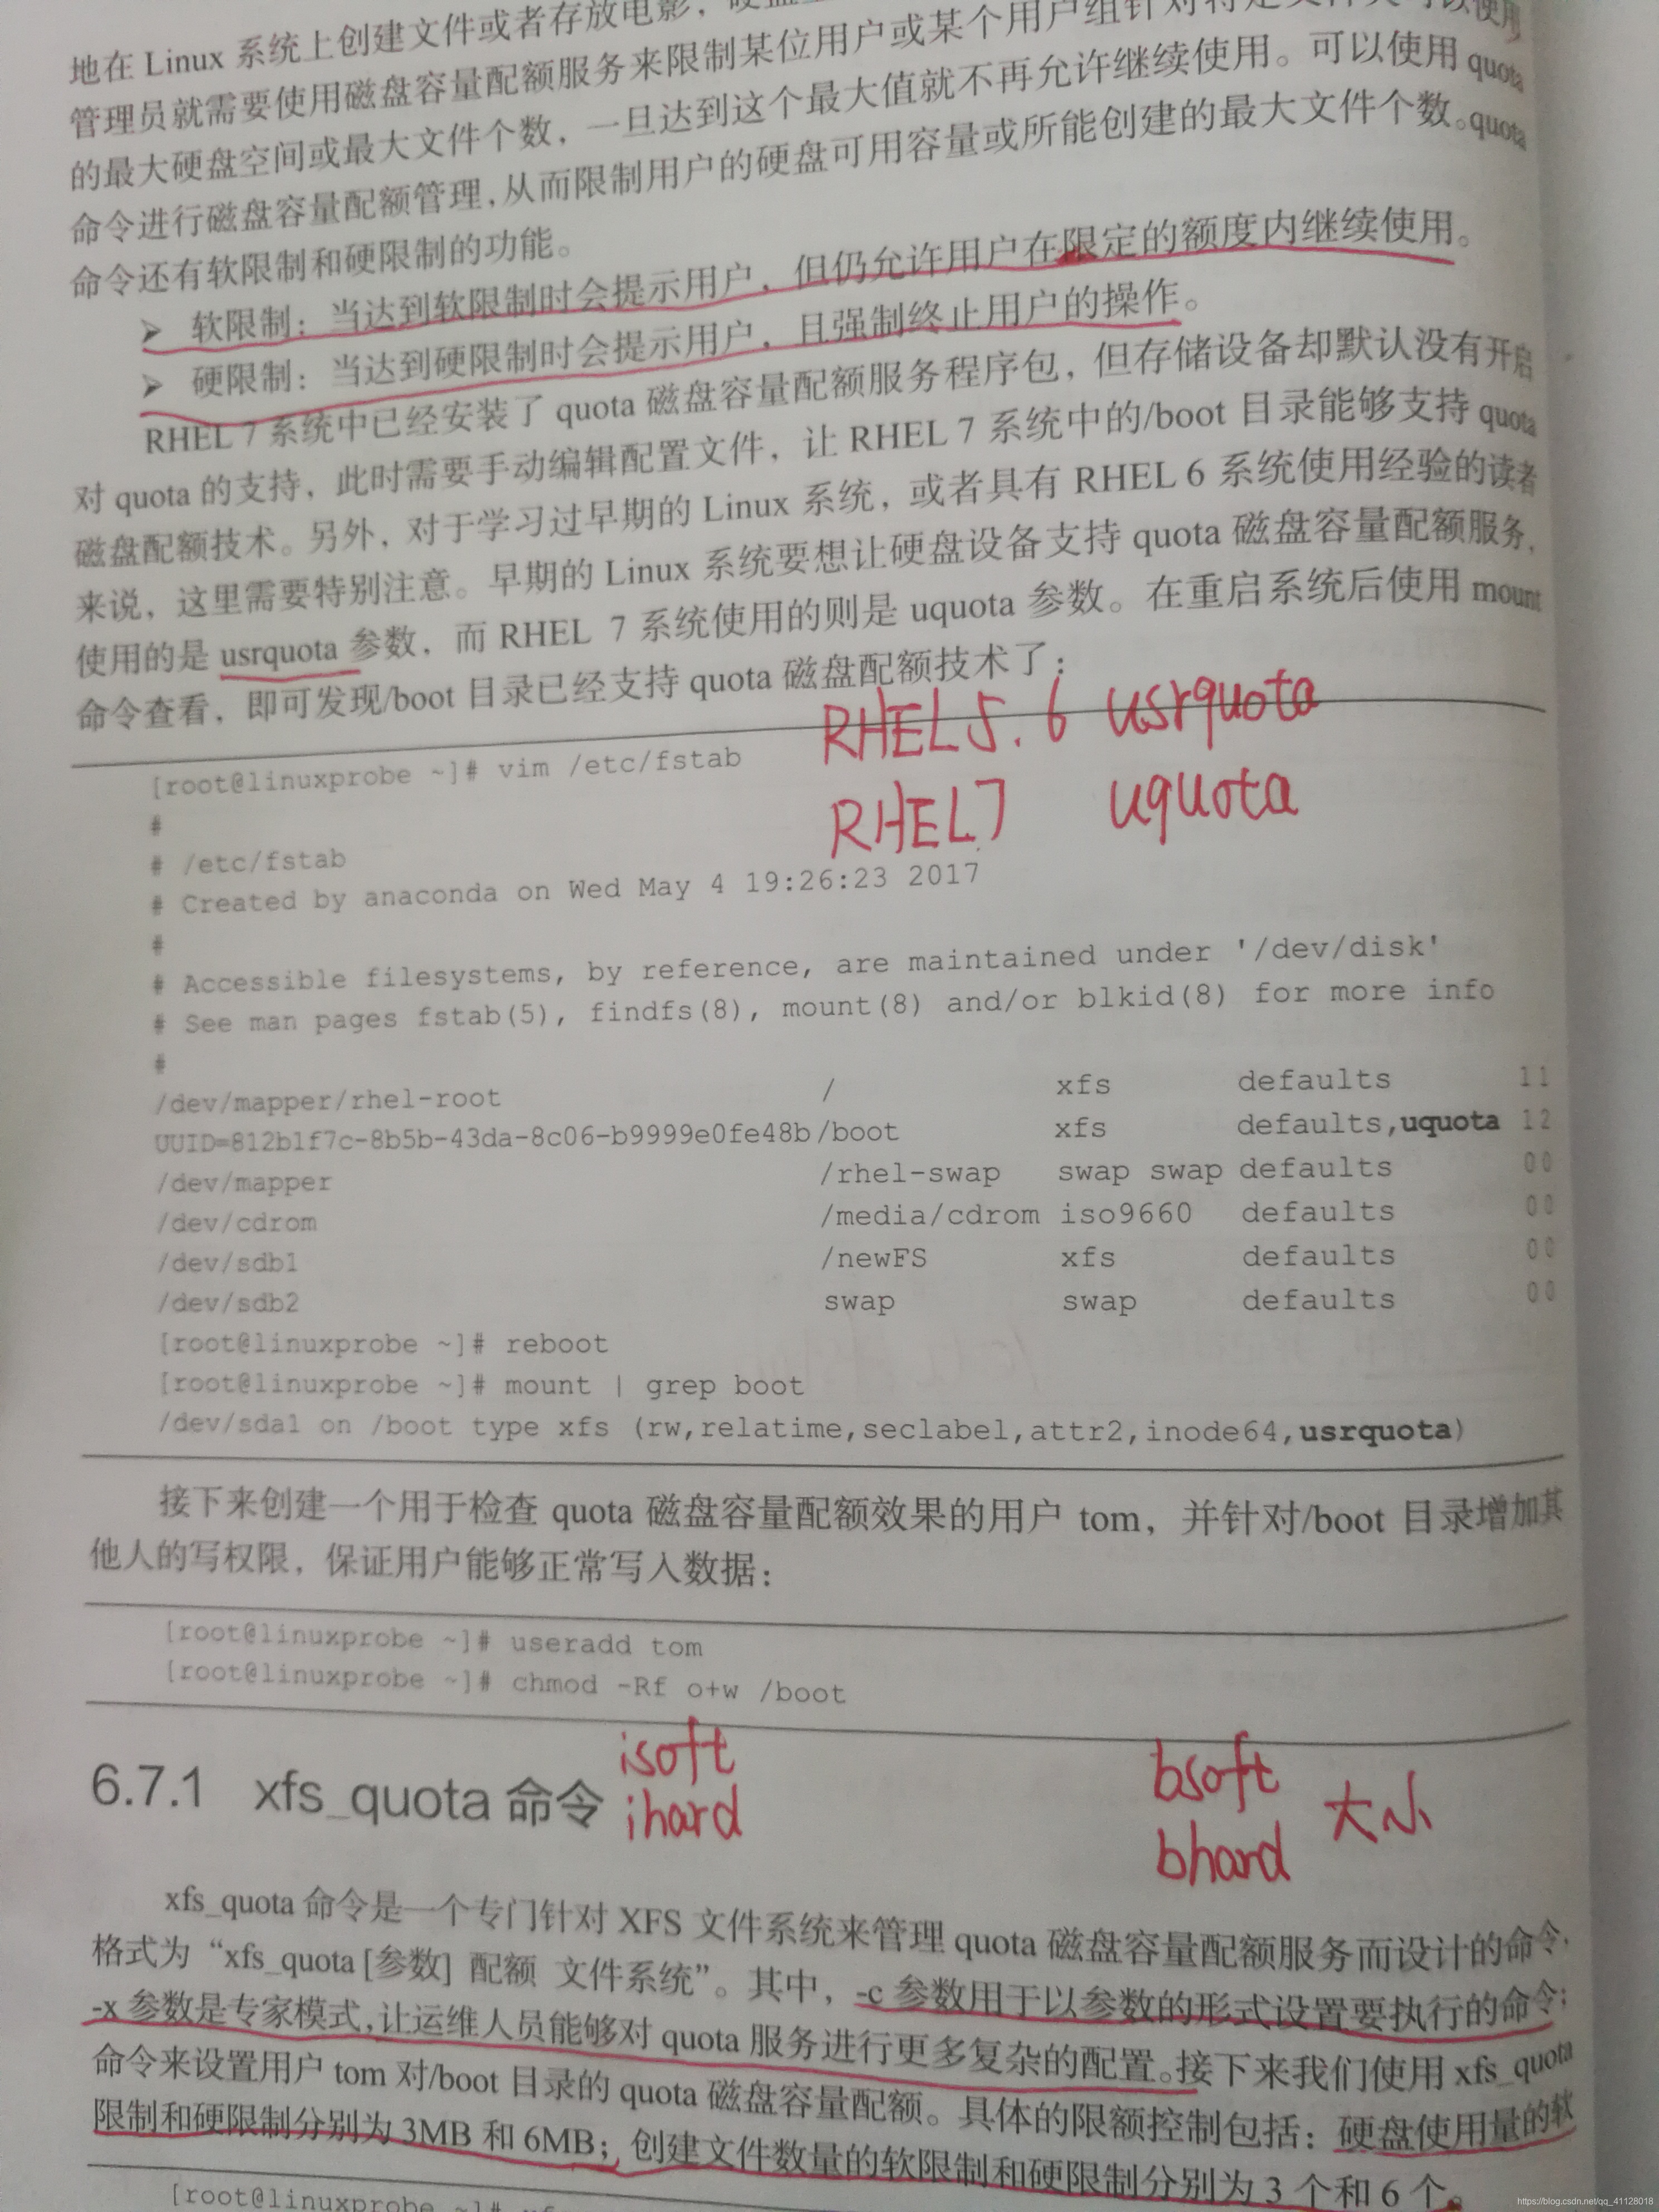 地在 Linux 系统上创建文件或者存放电影，硬盘
管理员就需要使用磁盘容量配额服务来限制某位用户或某个用户组针对特定文件夹可以使用
的最大硬盘空间或最大文件个数，一旦达到这个最大值就不再允许继续使用。可以使用 quota
命令进行磁盘容量配额管理，从而限制用户的硬盘可用容量或所能创建的最大文件个数。quota
命令还有软限制和硬限制的功能。
➢ 软限制：当达到软限制时会提示用户，但仍允许用户在限定的额度内继续使用。
➢ 硬限制：当达到硬限制时会提示用户，且强制终止用户的操作。
RHEL 7 系统中已经安装了 quota 磁盘容量配额服务程序包，但存储设备却默认没有开启
对 quota 的支持，此时需要手动编辑配置文件，让 RHEL 7 系统中的/boot 目录能够支持 quota
磁盘配额技术。另外，对于学习过早期的 Linux 系统，或者具有 RHEL 6 系统使用经验的读者
来说，这里需要特别注意。早期的 Linux 系统要想让硬盘设备支持 quota 磁盘容量配额服务，
使用的是 usrquota 参数，而 RHEL 7 系统使用的则是 uquota 参数。在重启系统后使用 mount
命令查看，即可发现/boot 目录已经支持 quota 磁盘配额技术了：
RHEL5.6 usrquota
[root@linuxprobe ~]# vim /etc/fstab
RHEL7 uquota
#
# /etc/fstab
# Created by anaconda on Wed May 4 19:26:23 2017
#
# Accessible filesystems, by reference, are maintained under '/dev/disk'
# See man pages fstab(5), findfs(8), mount(8) and/or blkid(8) for more info
#
/dev/mapper/rhel-root / xfs defaults 1 1
UUID=812b1f7c-8b5b-43da-8c06-b9999e0fe48b /boot xfs defaults,uquota 1 2
/dev/mapper /rhel-swap swap swap defaults 0 0
/dev/cdrom /media/cdrom iso9660 defaults 0 0
/dev/sdb1 /newFS xfs defaults 0 0
/dev/sdb2 swap swap defaults 0 0
[root@linuxprobe ~]# reboot
[root@linuxprobe ~]# mount | grep boot
/dev/sda1 on /boot type xfs (rw,relatime,seclabel,attr2,inode64,usrquota)
接下来创建一个用于检查 quota 磁盘容量配额效果的用户 tom，并针对/boot 目录增加其
他人的写权限，保证用户能够正常写入数据：
[root@linuxprobe ~]# useradd tom
[root@linuxprobe ~]# chmod -Rf o+w /boot
isoft bsoft
6.7.1 xfs_quota 命令
ihard bhard 大小
xfs_quota 命令是一个专门针对 XFS 文件系统来管理 quota 磁盘容量配额服务而设计的命令，
格式为“xfs_quota [参数] 配额 文件系统”。其中，-c 参数用于以参数的形式设置要执行的命令；
-x 参数是专家模式，让运维人员能够对 quota 服务进行更多复杂的配置。接下来我们使用 xfs_quota
命令来设置用户 tom 对/boot 目录的 quota 磁盘容量配额。具体的限额控制包括：硬盘使用量的软
限制和硬限制分别为 3MB 和 6MB；创建文件数量的软限制和硬限制分别为 3 个和 6 个。
[root@linuxprobe ~]#
https://blog.csdn.net/qq_41128018